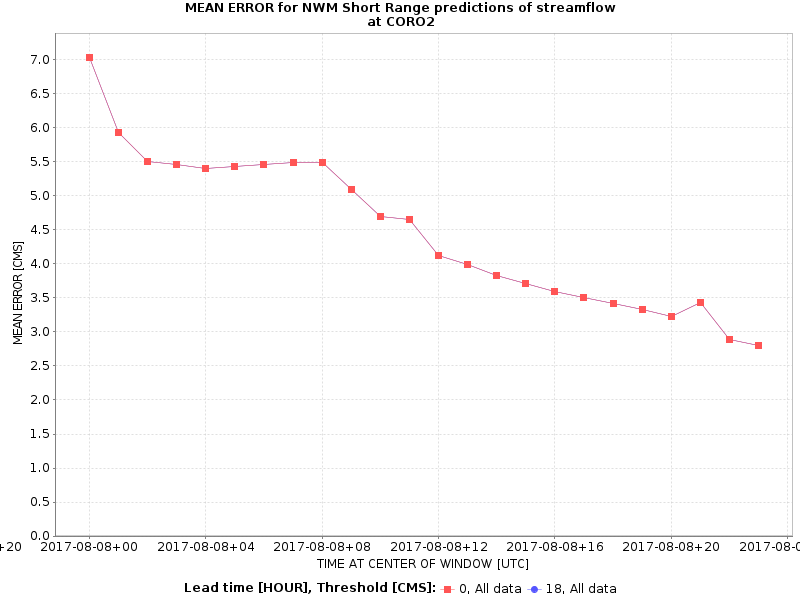 MEAN ERROR for NWM Short Range predictions of streamflow
at CORO2
MEAN ERROR [CMS]
7.0
6.5
6.0
5.5
5.0
4.5
4.0
3.5
3.0
2.5
2.0
1.5
1.0
0.5
0.0
+20 2017-08-08+00 2017-08-08+04 2017-08-08+08 2017-08-08+12 2017-08-08+16 2017-08-08+20 2017-08-0
TIME AT CENTER OF WINDOW [UTC]
Lead time [HOUR], Threshold [CMS]: 0, All data 18, All data